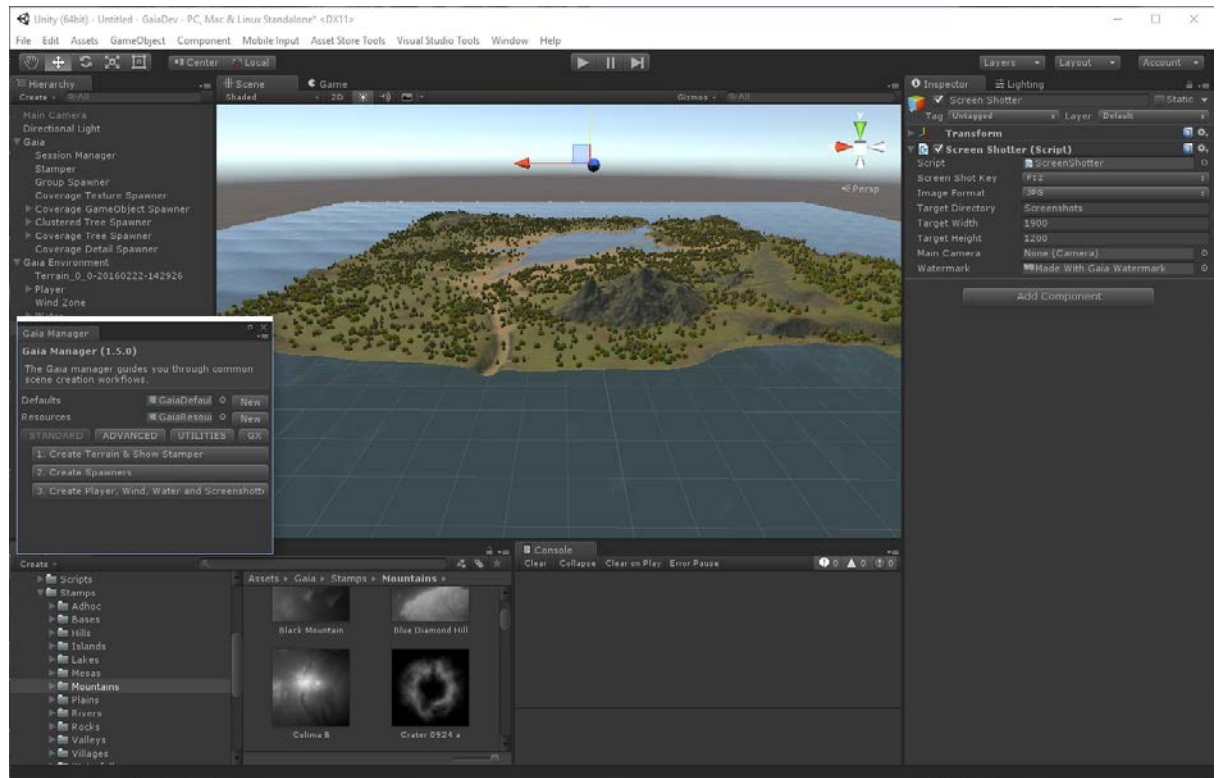 Unity (64bit) - Untitled - GaiaDev - PC, Mac & Linux Standalone* <DX11>
File Edit Assets GameObject Component Mobile Input Asset Store Tools Visual Studio Tools Window Help
Center Local
Layers Layout Account
Hierarchy
Create All
Main Camera
Directional Light
Gaia
Session Manager
Stamper
Group Spawner
Coverage Texture Spawner
Coverage GameObject Spawner
Clustered Tree Spawner
Coverage Tree Spawner
Coverage Detail Spawner
Gaia Environment
Terrain_0_0-20160222-142926
Player
Wind Zone
Water
Scene Game
Shaded 2D Gizmos All
Persp
Gaia Manager
Gaia Manager (1.5.0)
The Gaia manager guides you through common
scene creation workflows.
Defaults GaiaDefaul New
Resources GaiaResoui New
STANDARD ADVANCED UTILITIES GX
1. Create Terrain & Show Stamper
2. Create Spawners
3. Create Player, Wind, Water and Screenshotte
Create
Scripts
Stamps
Adhoc
Bases
Hills
Islands
Lakes
Mesas
Mountains
Plains
Rivers
Rocks
Valleys
Villages
Assets Gaia Stamps Mountains
Black Mountain Blue Diamond Hill
Colima B Crater 0924 a
Console
Clear Collapse Clear on Play Error Pause 0 0 0
Inspector Lighting
Screen Shotter Static
Tag Untagged Layer Default
Transform
Screen Shotter (Script)
Script ScreenShotter
Screen Shot Key F12
Image Format JPG
Target Directory Screenshots
Target Width 1900
Target Height 1200
Main Camera None (Camera)
Watermark Made With Gaia Watermark
Add Component